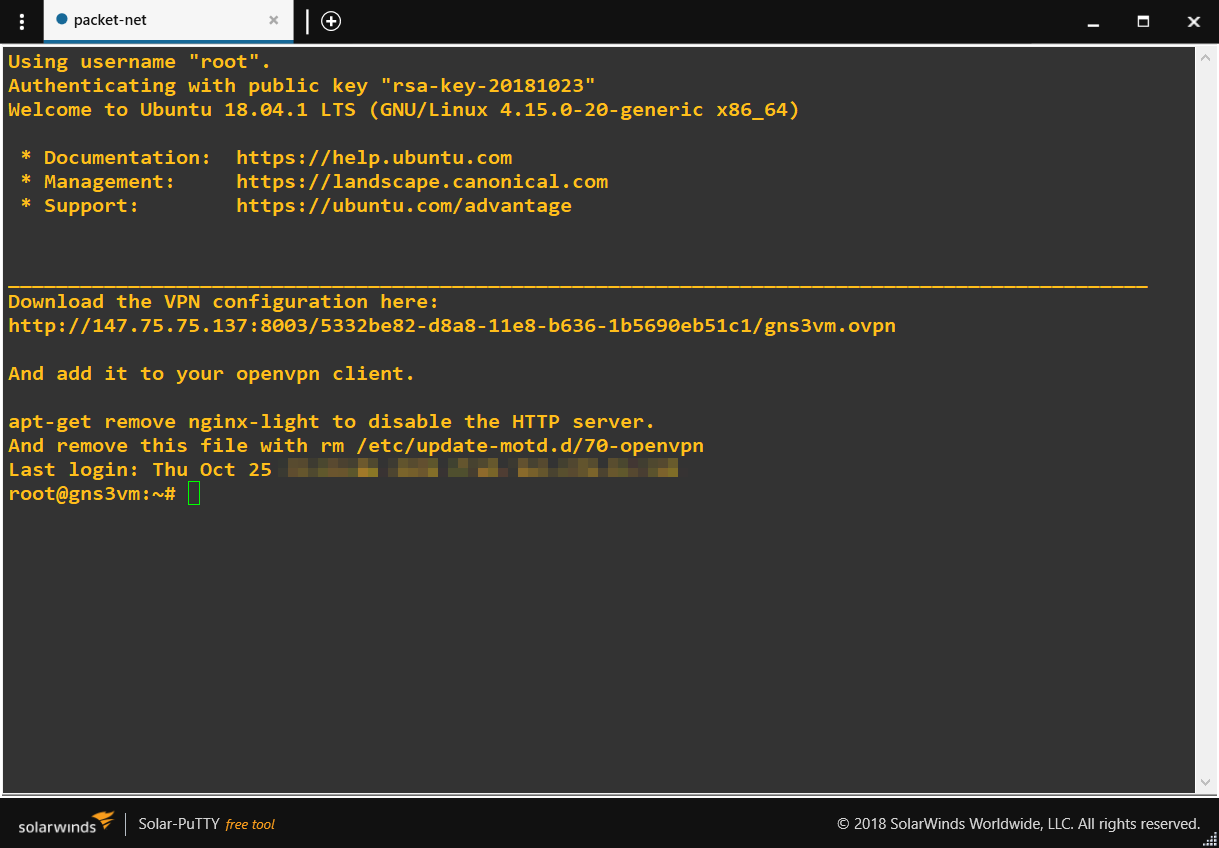 packet-net
Using username "root".
Authenticating with public key "rsa-key-20181023"
Welcome to Ubuntu 18.04.1 LTS (GNU/Linux 4.15.0-20-generic x86_64)
* Documentation:  https://help.ubuntu.com
* Management:     https://landscape.canonical.com
* Support:        https://ubuntu.com/advantage
_______________________________________________________________________________________________
Download the VPN configuration here:
http://147.75.75.137:8003/5332be82-d8a8-11e8-b636-1b5690eb51c1/gns3vm.ovpn
And add it to your openvpn client.
apt-get remove nginx-light to disable the HTTP server.
And remove this file with rm /etc/update-motd.d/70-openvpn
Last login: Thu Oct 25
root@gns3vm:~#
solarwinds Solar-PuTTY free tool © 2018 SolarWinds Worldwide, LLC. All rights reserved.